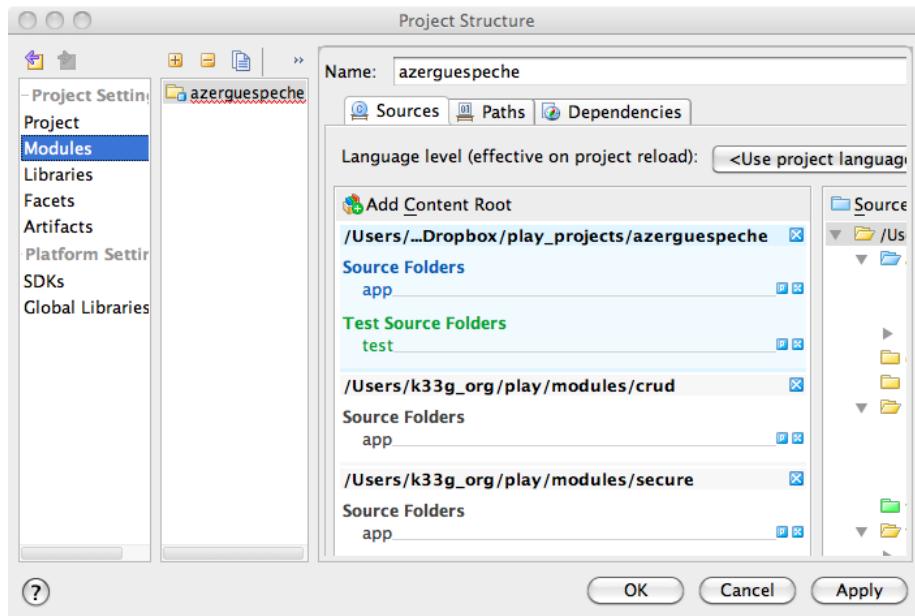 Project Structure
»
- Project Settin
Project
Modules
Libraries
Facets
Artifacts
Platform Settin
SDKs
Global Libraries
azerguespeche
Name: azerguespeche
Sources Paths Dependencies
Language level (effective on project reload): <Use project languag
Add Content Root
/Users/...Dropbox/play_projects/azerguespeche
Source Folders
app
Test Source Folders
test
/Users/k33g_org/play/modules/crud
Source Folders
app
/Users/k33g_org/play/modules/secure
Source Folders
app
Source
/Us
?
OK Cancel Apply